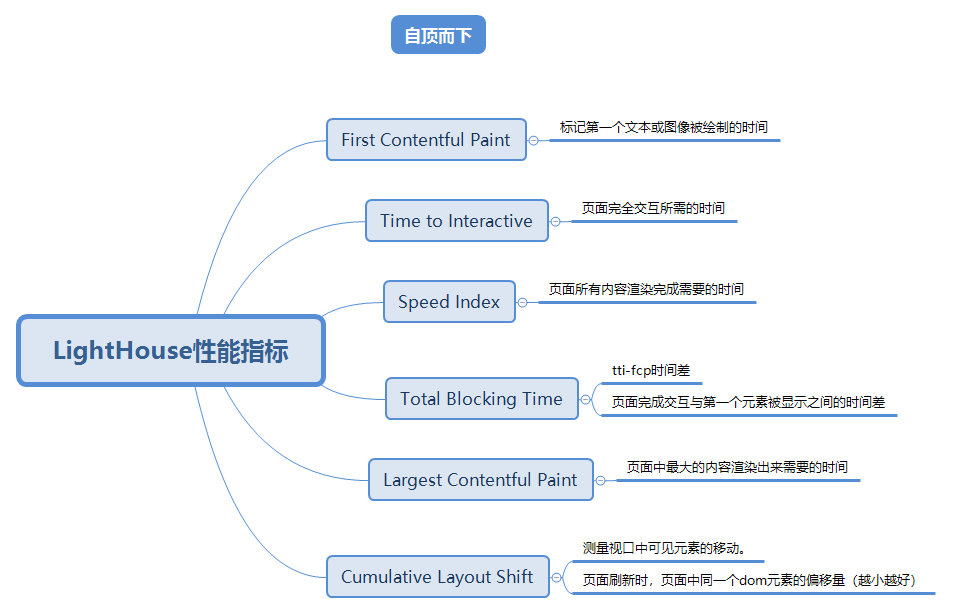 自顶而下
First Contentful Paint
标记第一个文本或图像被绘制的时间
Time to Interactive
页面完全交互所需的时间
Speed Index
页面所有内容渲染完成需要的时间
LightHouse性能指标
Total Blocking Time
tti-fcp时间差
页面完成交互与第一个元素被显示之间的时间差
Largest Contentful Paint
页面中最大的内容渲染出来需要的时间
Cumulative Layout Shift
测量视口中可见元素的移动。
页面刷新时，页面中同一个dom元素的偏移量（越小越好）